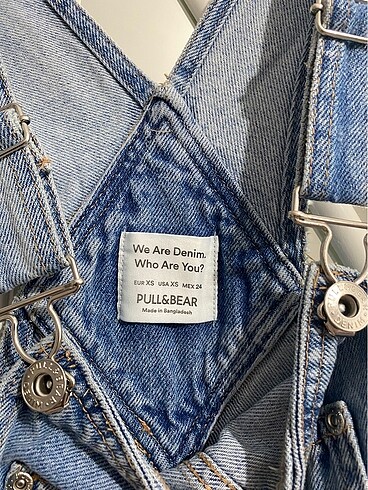 We Are Denim.
Who Are You?
EUR XS USA XS MEX 24
PULL&BEAR
Made in Bangladesh